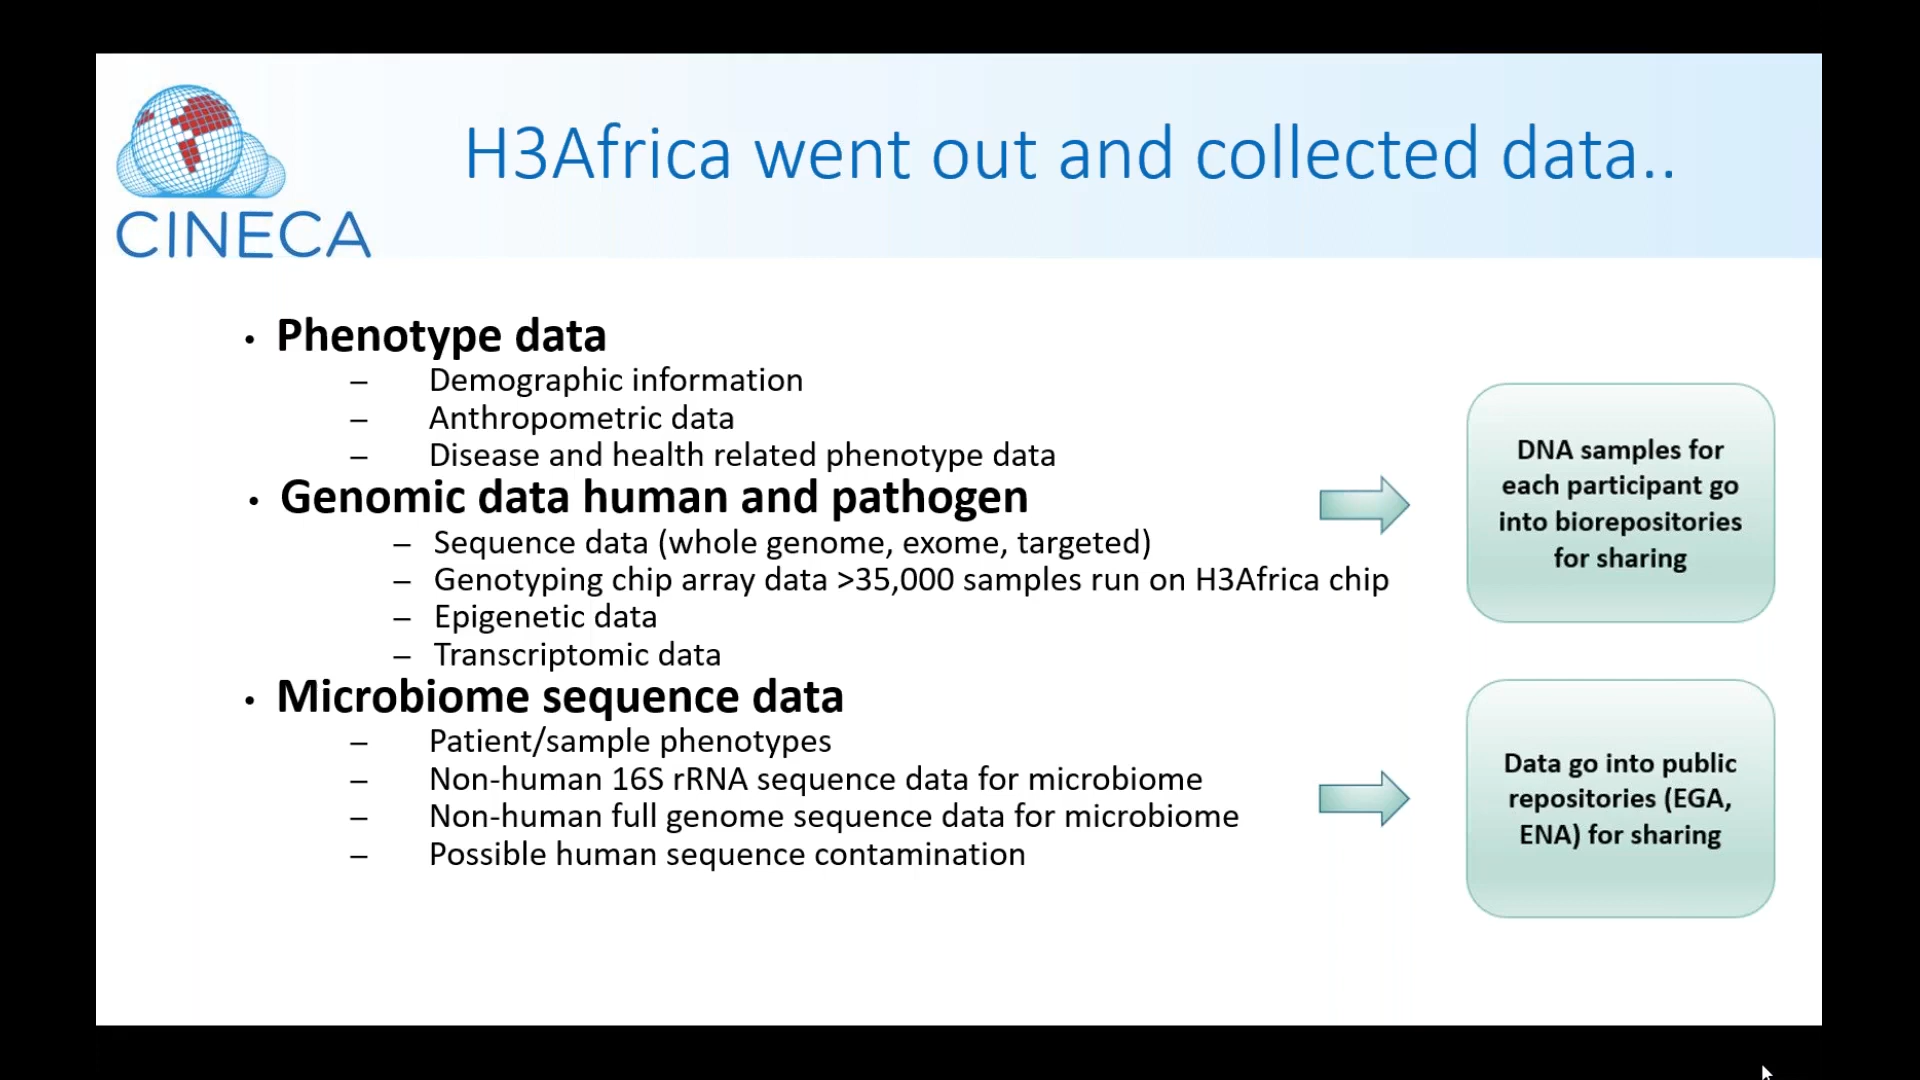 CINECA
H3Africa went out and collected data..
• Phenotype data
– Demographic information
– Anthropometric data
– Disease and health related phenotype data
• Genomic data human and pathogen
– Sequence data (whole genome, exome, targeted)
– Genotyping chip array data >35,000 samples run on H3Africa chip
– Epigenetic data
– Transcriptomic data
• Microbiome sequence data
– Patient/sample phenotypes
– Non-human 16S rRNA sequence data for microbiome
– Non-human full genome sequence data for microbiome
– Possible human sequence contamination
DNA samples for
each participant go
into biorepositories
for sharing
Data go into public
repositories (EGA,
ENA) for sharing